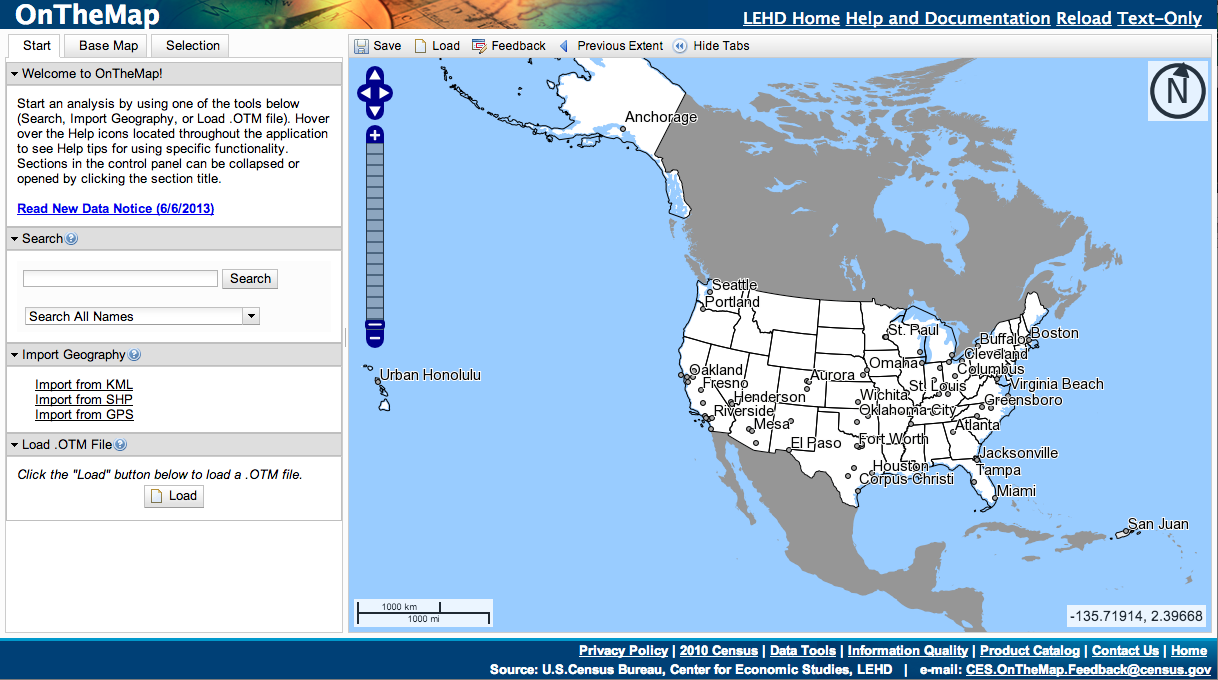 OnTheMap
LEHD Home Help and Documentation Reload Text-Only
Start Base Map Selection
Save Load Feedback Previous Extent Hide Tabs
Welcome to OnTheMap!
Start an analysis by using one of the tools below
(Search, Import Geography, or Load .OTM file). Hover
over the Help icons located throughout the application
to see Help tips for using specific functionality.
Sections in the control panel can be collapsed or
opened by clicking the section title.
Read New Data Notice (6/6/2013)
Search
Search
Search All Names
Import Geography
Import from KML
Import from SHP
Import from GPS
Load .OTM File
Click the "Load" button below to load a .OTM file.
Load
N
Anchorage
Seattle
Portland
St. Paul
Boston
Buffalo
Cleveland
Omaha
Columbus
Oakland
Aurora
Urban Honolulu
Fresno
St. Louis
Virginia Beach
Henderson
Wichita
Greensboro
Riverside
Oklahoma City
Mesa
Atlanta
El Paso
Fort Worth
Jacksonville
Houston
Tampa
Corpus Christi
Miami
San Juan
1000 km
1000 mi
-135.71914, 2.39668
Privacy Policy | 2010 Census | Data Tools | Information Quality | Product Catalog | Contact Us | Home
Source: U.S.Census Bureau, Center for Economic Studies, LEHD | e-mail: CES.OnTheMap.Feedback@census.gov